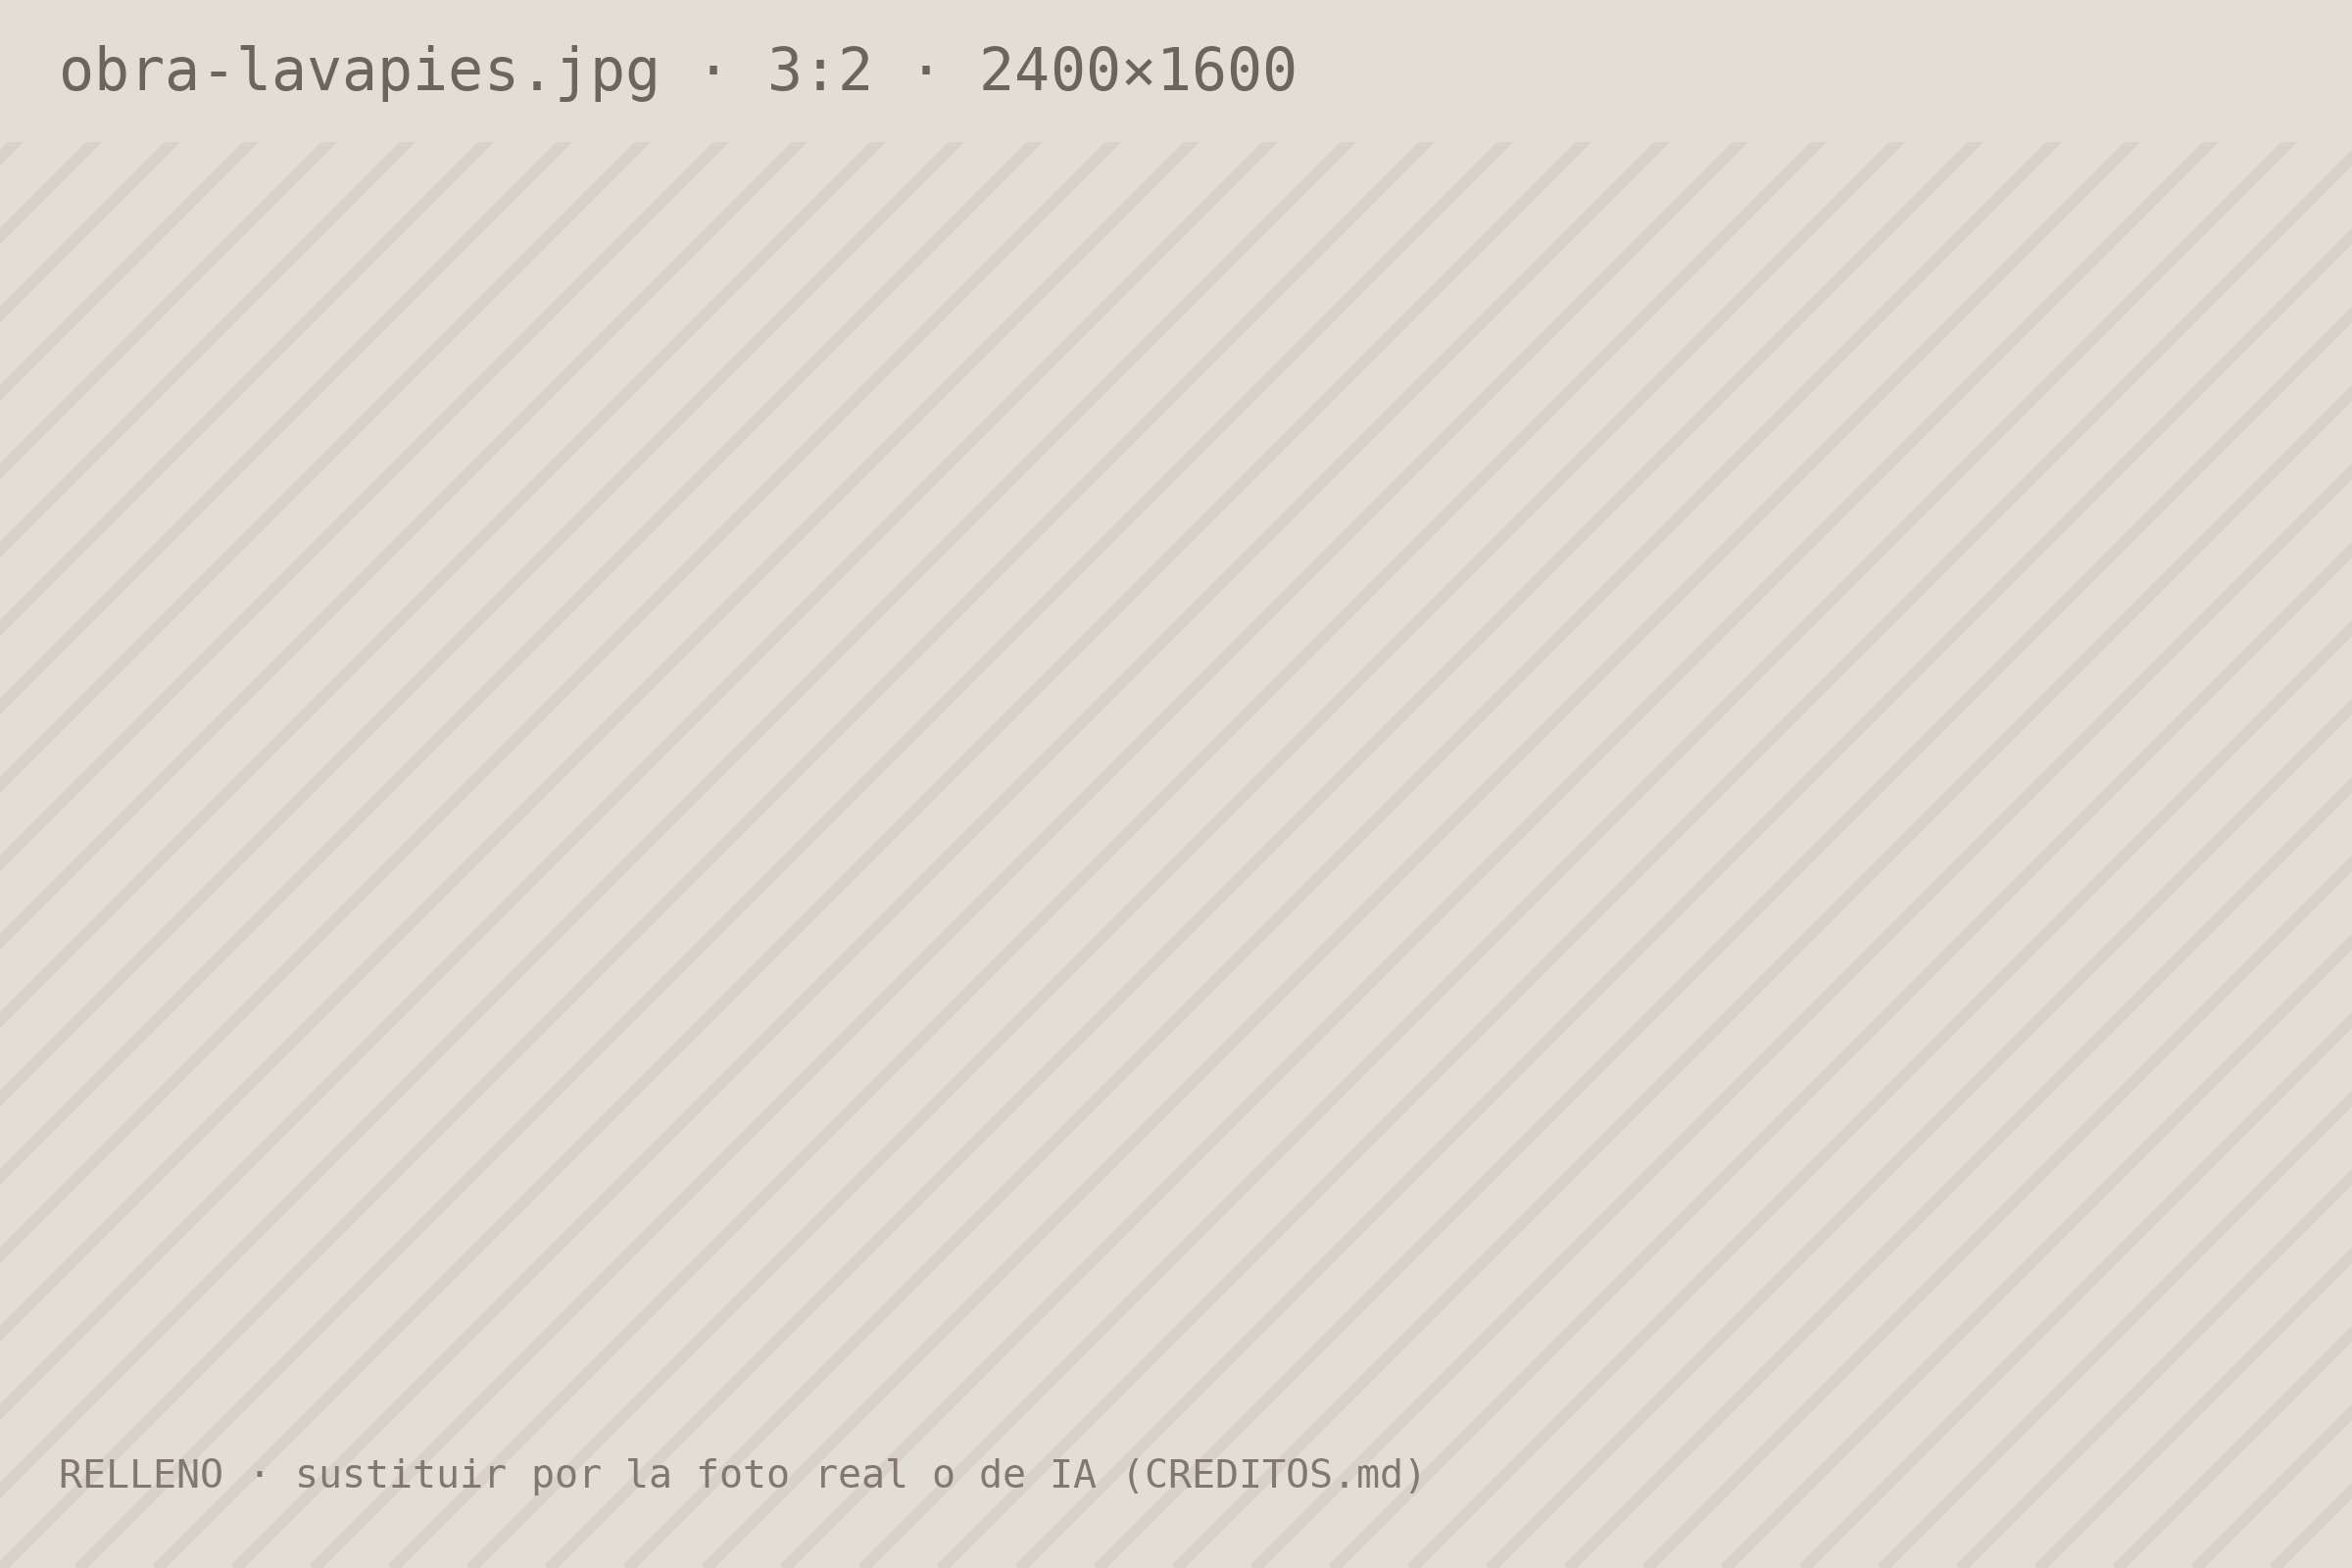 obra-lavapies.jpg · 3:2 · 2400×1600
RELLENO · sustituir por la foto real o de IA (CREDITOS.md)